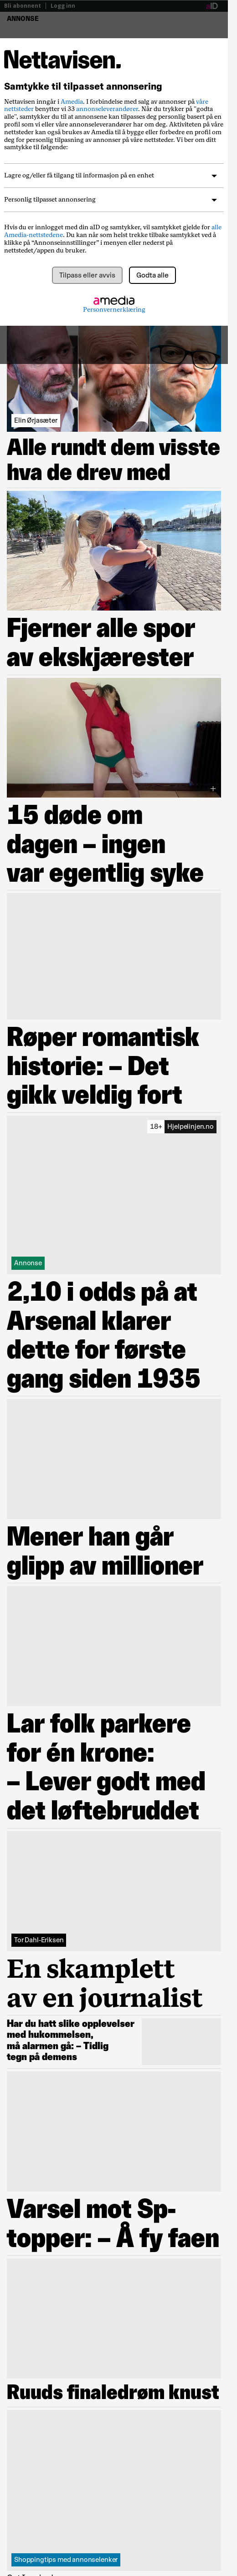 Bli abonnent | Logg inn
ANNONSE
Nettavisen.
Samtykke til tilpasset annonsering
Nettavisen inngår i Amedia. I forbindelse med salg av annonser på våre
nettsteder benytter vi 33 annonseleverandører. Når du trykker på "godta
alle", samtykker du til at annonsene kan tilpasses deg personlig basert på en
profil som vi eller våre annonseleverandører har om deg. Aktiviteten på våre
nettsteder kan også brukes av Amedia til å bygge eller forbedre en profil om
deg for personlig tilpasning av annonser på våre nettsteder. Vi ber om ditt
samtykke til følgende:
Lagre og/eller få tilgang til informasjon på en enhet
Personlig tilpasset annonsering
Hvis du er innlogget med din aID og samtykker, vil samtykket gjelde for alle
Amedia-nettstedene. Du kan når som helst trekke tilbake samtykket ved å
klikke på “Annonseinnstillinger” i menyen eller nederst på
nettstedet/appen du bruker.
Tilpass eller avvis
Godta alle
amedia
Personvernerklæring
Elin Ørjasæter
Alle rundt dem visste
hva de drev med
Fjerner alle spor
av ekskjærester
15 døde om
dagen – ingen
var egentlig syke
Røper romantisk
historie: – Det
gikk veldig fort
18+ Hjelpelinjen.no
Annonse
2,10 i odds på at
Arsenal klarer
dette for første
gang siden 1935
Mener han går
glipp av millioner
Lar folk parkere
for én krone:
– Lever godt med
det løftebruddet
Tor Dahl-Eriksen
En skamplett
av en journalist
Har du hatt slike opplevelser
med hukommelsen,
må alarmen gå: – Tidlig
tegn på demens
Varsel mot Sp-
topper: – Å fy faen
Ruuds finaledrøm knust
Shoppingtips med annonselenker